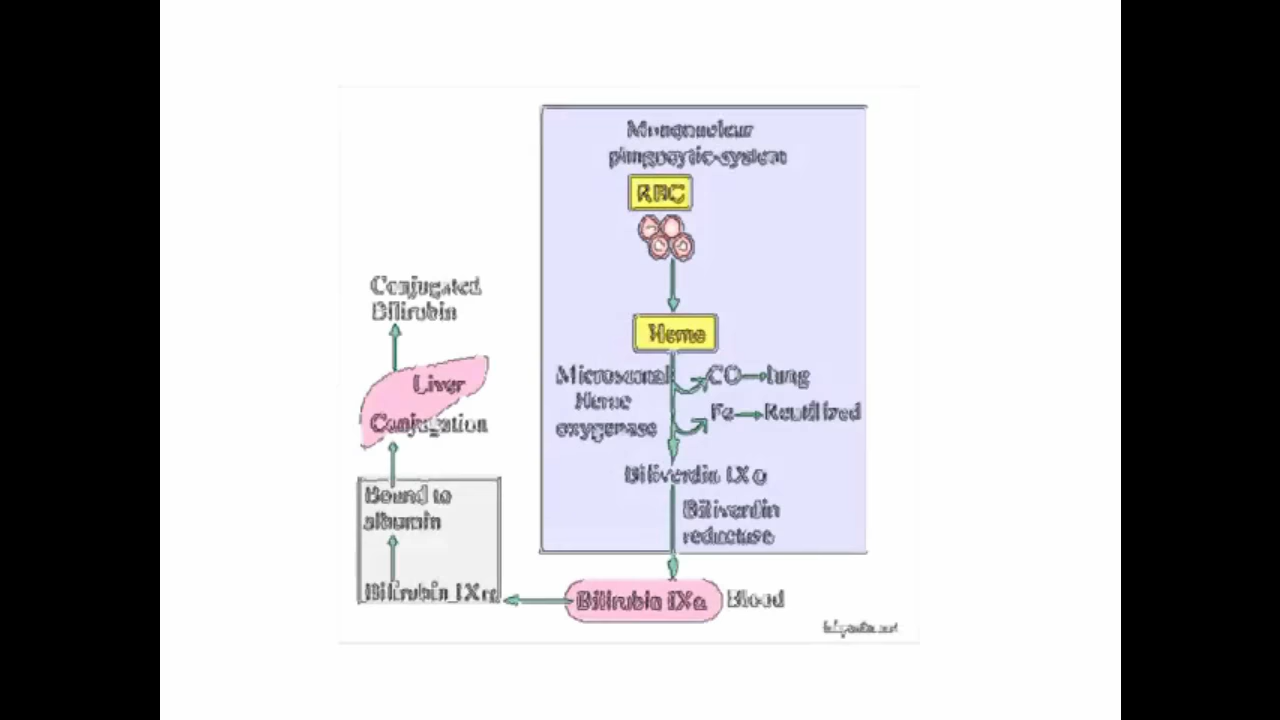 Mononuclear
phagocytic-system
RBC
Heme
Microsomal
Heme
oxygenase
CO
lung
Fe
Reutilized
Biliverdin IX α
Biliverdin
reductase
Bilirubin IXα
Blood
Bilirubin IXα
Bound to
albumin
Liver
Conjugation
Conjugated
Bilirubin